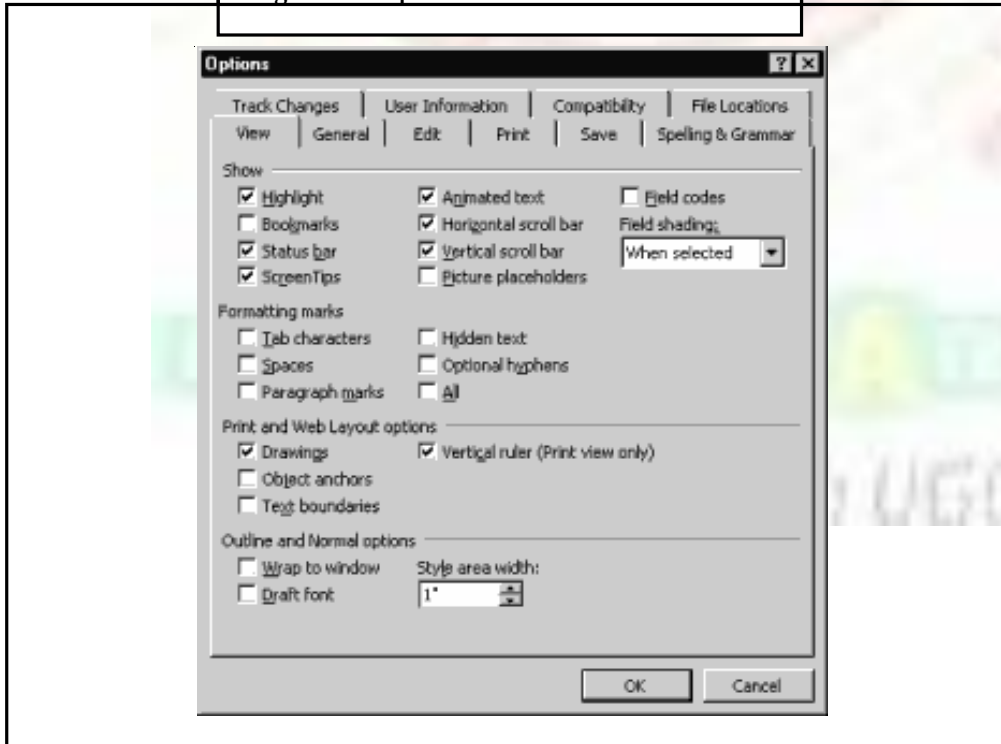 Options
Track Changes User Information Compatibility File Locations
View General Edit Print Save Spelling & Grammar
Show
Highlight Animated text Field codes
Bookmarks Horizontal scroll bar Field shading:
Status bar Vertical scroll bar When selected
ScreenTips Picture placeholders
Formatting marks
Tab characters Hidden text
Spaces Optional hyphens
Paragraph marks All
Print and Web Layout options
Drawings Vertical ruler (Print view only)
Object anchors
Text boundaries
Outline and Normal options
Wrap to window Style area width:
Draft font 1"
OK Cancel